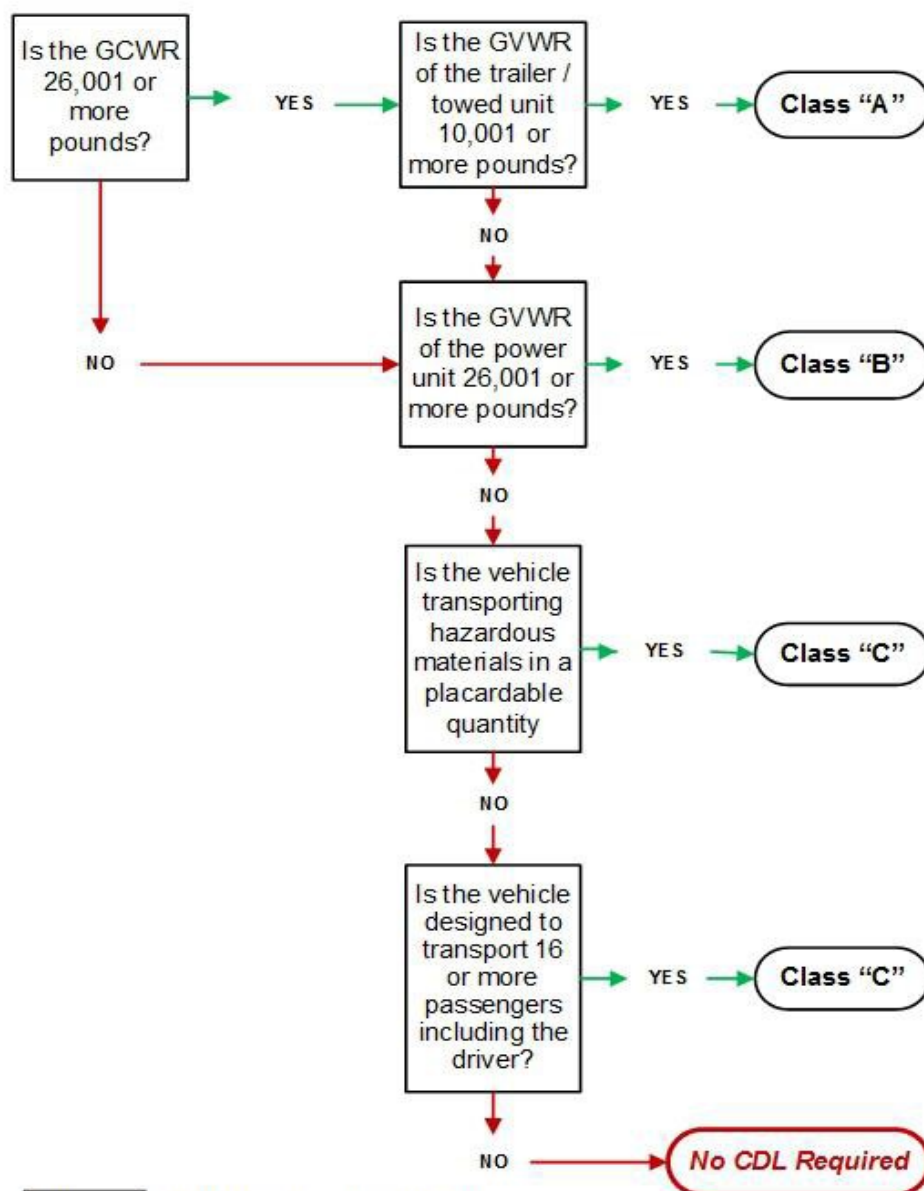 Is the GCWR
26,001 or
more
pounds?
YES
Is the GVWR
of the trailer /
towed unit
10,001 or
more pounds?
YES
Class “A”
NO
NO
Is the GVWR
of the power
unit 26,001 or
more pounds?
YES
Class “B”
NO
Is the vehicle
transporting
hazardous
materials in a
placardable
quantity
YES
Class “C”
NO
Is the vehicle
designed to
transport 16
or more
passengers
including the
driver?
YES
Class “C”
NO
No CDL Required